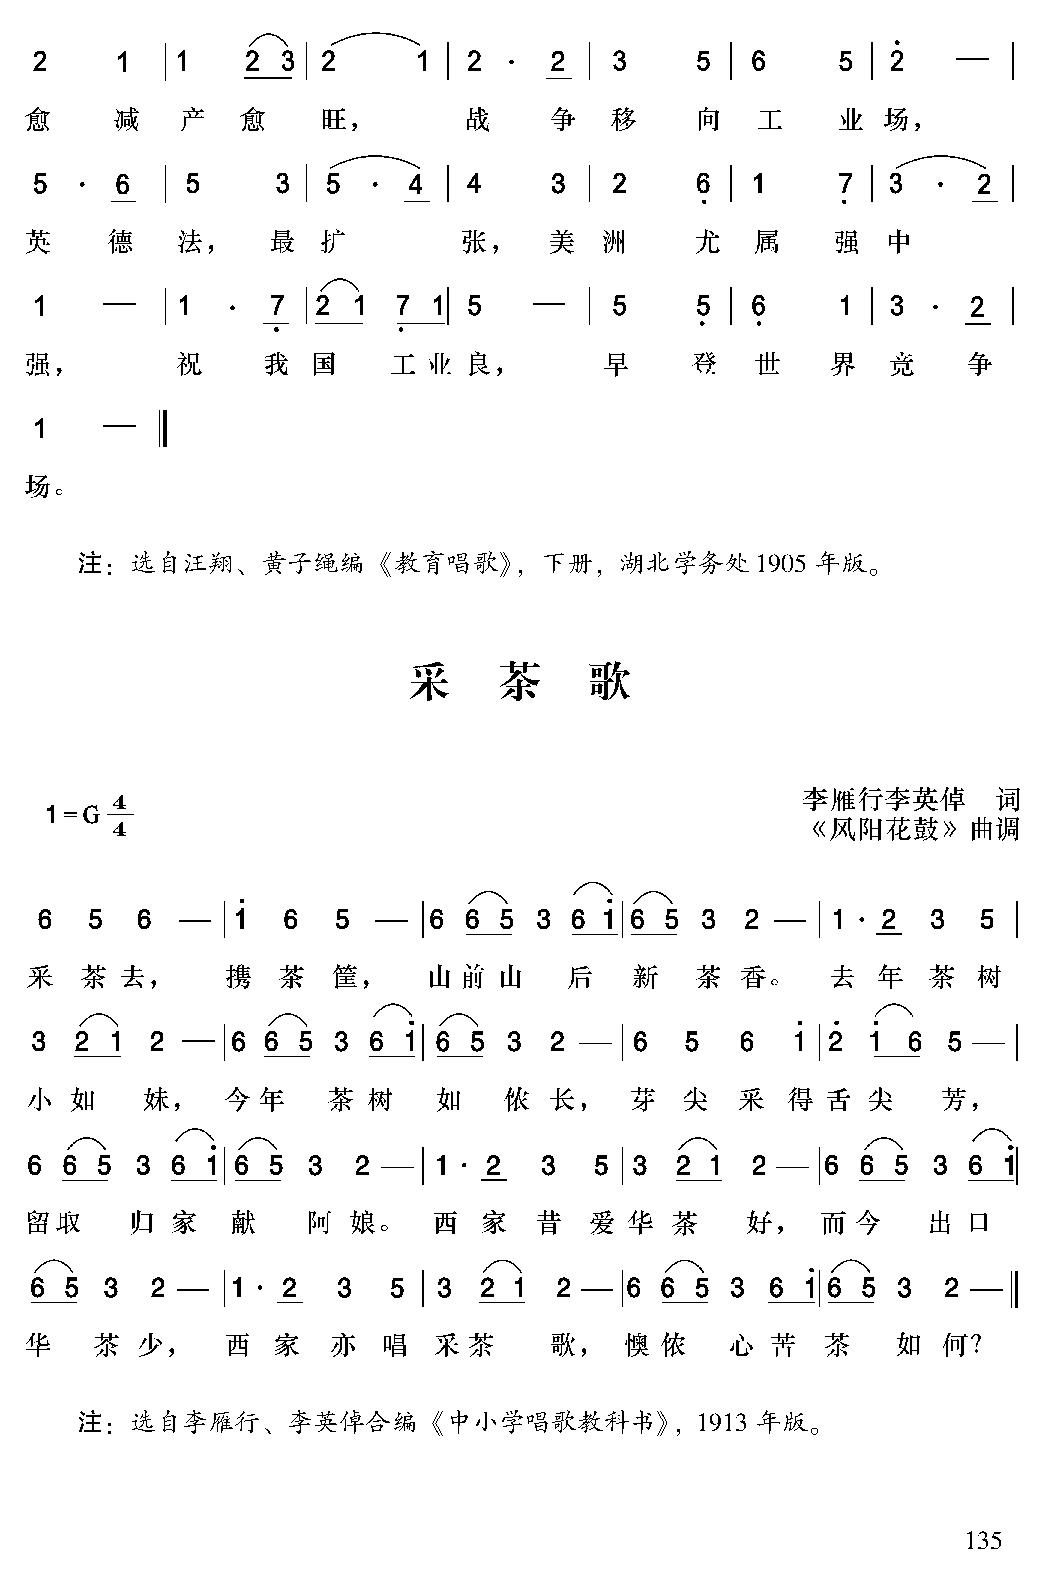 2 1 | 1 2 3 | 2 1 | 2 · 2 | 3 5 | 6 5 | 2̇ — |
愈 减 产 愈 旺， 战 争 移 向 工 业 场，
5 · 6 | 5 3 | 5 · 4 | 4 3 | 2 6̣ | 1 7̣ | 3 · 2 |
英 德 法， 最 扩 张， 美 洲 尤 属 强 中
1 — | 1 · 7̣ | 2 1 7̣ 1 | 5 — | 5 5̣ | 6̣ 1 | 3 · 2 |
强， 祝 我 国 工 业 良， 早 登 世 界 竞 争
1 — ‖
场。
注：选自汪翔、黄子绳编《教育唱歌》，下册，湖北学务处1905年版。
采 茶 歌
1=G 4/4
李雁行李英倬 词
《凤阳花鼓》曲调
6 5 6 — | 1̇ 6 5 — | 6 6 5 3 6 1̇ | 6 5 3 2 — | 1 · 2 3 5 |
采 茶 去， 携 茶 筐， 山 前 山 后 新 茶 香。 去 年 茶 树
3 2 1 2 — | 6 6 5 3 6 1̇ | 6 5 3 2 — | 6 5 6 1̇ | 2̇ 1̇ 6 5 — |
小 如 妹， 今 年 茶 树 如 侬 长， 芽 尖 采 得 舌 尖 芳，
6 6 5 3 6 1̇ | 6 5 3 2 — | 1 · 2 3 5 | 3 2 1 2 — | 6 6 5 3 6 1̇ |
留 取 归 家 献 阿 娘。 西 家 昔 爱 华 茶 好， 而 今 出 口
6 5 3 2 — | 1 · 2 3 5 | 3 2 1 2 — | 6 6 5 3 6 1̇ | 6 5 3 2 — ‖
华 茶 少， 西 家 亦 唱 采 茶 歌， 懊 侬 心 苦 茶 如 何？
注：选自李雁行、李英倬合编《中小学唱歌教科书》，1913年版。
135